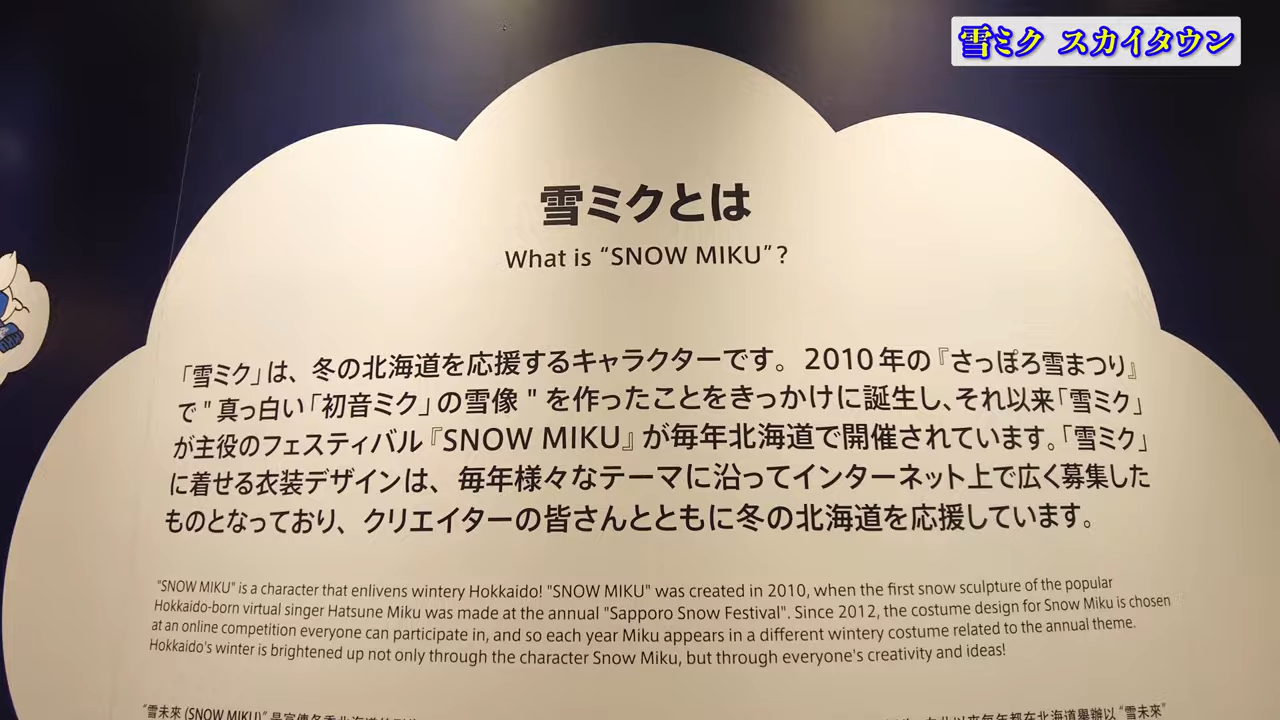 雪ミク スカイタウン
雪ミクとは
What is “SNOW MIKU”?
「雪ミク」は、冬の北海道を応援するキャラクターです。2010年の『さっぽろ雪まつり』
で"真っ白い「初音ミク」の雪像"を作ったことをきっかけに誕生し、それ以来「雪ミク」
が主役のフェスティバル『SNOW MIKU』が毎年北海道で開催されています。「雪ミク」
に着せる衣装デザインは、毎年様々なテーマに沿ってインターネット上で広く募集した
ものとなっており、クリエイターの皆さんとともに冬の北海道を応援しています。
"SNOW MIKU" is a character that enlivens wintery Hokkaido! "SNOW MIKU" was created in 2010, when the first snow sculpture of the popular
Hokkaido-born virtual singer Hatsune Miku was made at the annual "Sapporo Snow Festival". Since 2012, the costume design for Snow Miku is chosen
at an online competition everyone can participate in, and so each year Miku appears in a different wintery costume related to the annual theme.
Hokkaido's winter is brightened up not only through the character Snow Miku, but through everyone's creativity and ideas!
"雪未來 (SNOW MIKU)"